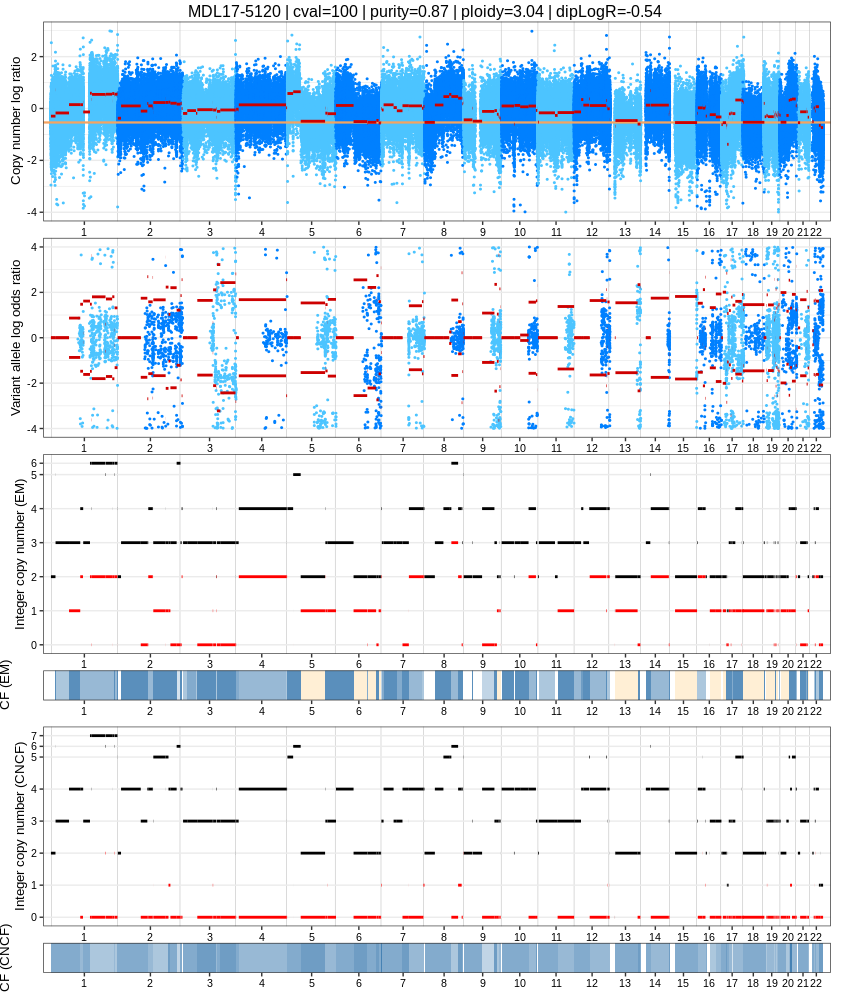 MDL17-5120 | cval=100 | purity=0.87 | ploidy=3.04 | dipLogR=-0.54
Copy number log ratio
2
0
-2
-4
1 2 3 4 5 6 7 8 9 10 11 12 13 14 15 16 17 18 19 20 21 22
Variant allele log odds ratio
4
2
0
-2
-4
1 2 3 4 5 6 7 8 9 10 11 12 13 14 15 16 17 18 19 20 21 22
Integer copy number (EM)
6
5
4
3
2
1
0
1 2 3 4 5 6 7 8 9 10 11 12 13 14 15 16 17 18 19 20 21 22
CF (EM)
1 2 3 4 5 6 7 8 9 10 11 12 13 14 15 16 17 18 19 20 21 22
Integer copy number (CNCF)
7
6
5
4
3
2
1
0
1 2 3 4 5 6 7 8 9 10 11 12 13 14 15 16 17 18 19 20 21 22
CF (CNCF)
1 2 3 4 5 6 7 8 9 10 11 12 13 14 15 16 17 18 19 20 21 22